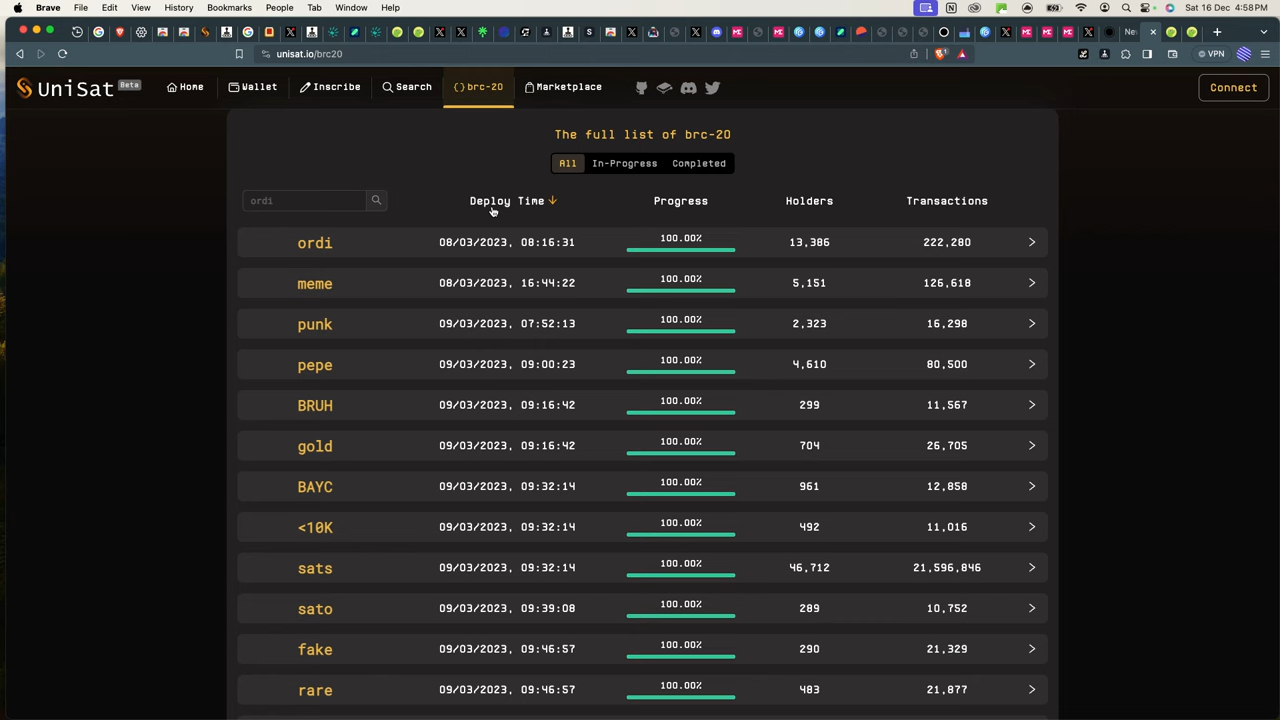 Brave File Edit View History Bookmarks People Tab Window Help Sat 16 Dec 4:58 PM
Ne
unisat.io/brc20 VPN
UniSat Beta Home Wallet Inscribe Search brc-20 Marketplace Connect
The full list of brc-20
All In-Progress Completed
ordi Deploy Time Progress Holders Transactions
ordi 08/03/2023, 08:16:31 100.00% 13,386 222,280
meme 08/03/2023, 16:44:22 100.00% 5,151 126,618
punk 09/03/2023, 07:52:13 100.00% 2,323 16,298
pepe 09/03/2023, 09:00:23 100.00% 4,610 80,500
BRUH 09/03/2023, 09:16:42 100.00% 299 11,567
gold 09/03/2023, 09:16:42 100.00% 704 26,705
BAYC 09/03/2023, 09:32:14 100.00% 961 12,858
<10K 09/03/2023, 09:32:14 100.00% 492 11,016
sats 09/03/2023, 09:32:14 100.00% 46,712 21,596,846
sato 09/03/2023, 09:39:08 100.00% 289 10,752
fake 09/03/2023, 09:46:57 100.00% 290 21,329
rare 09/03/2023, 09:46:57 100.00% 483 21,877